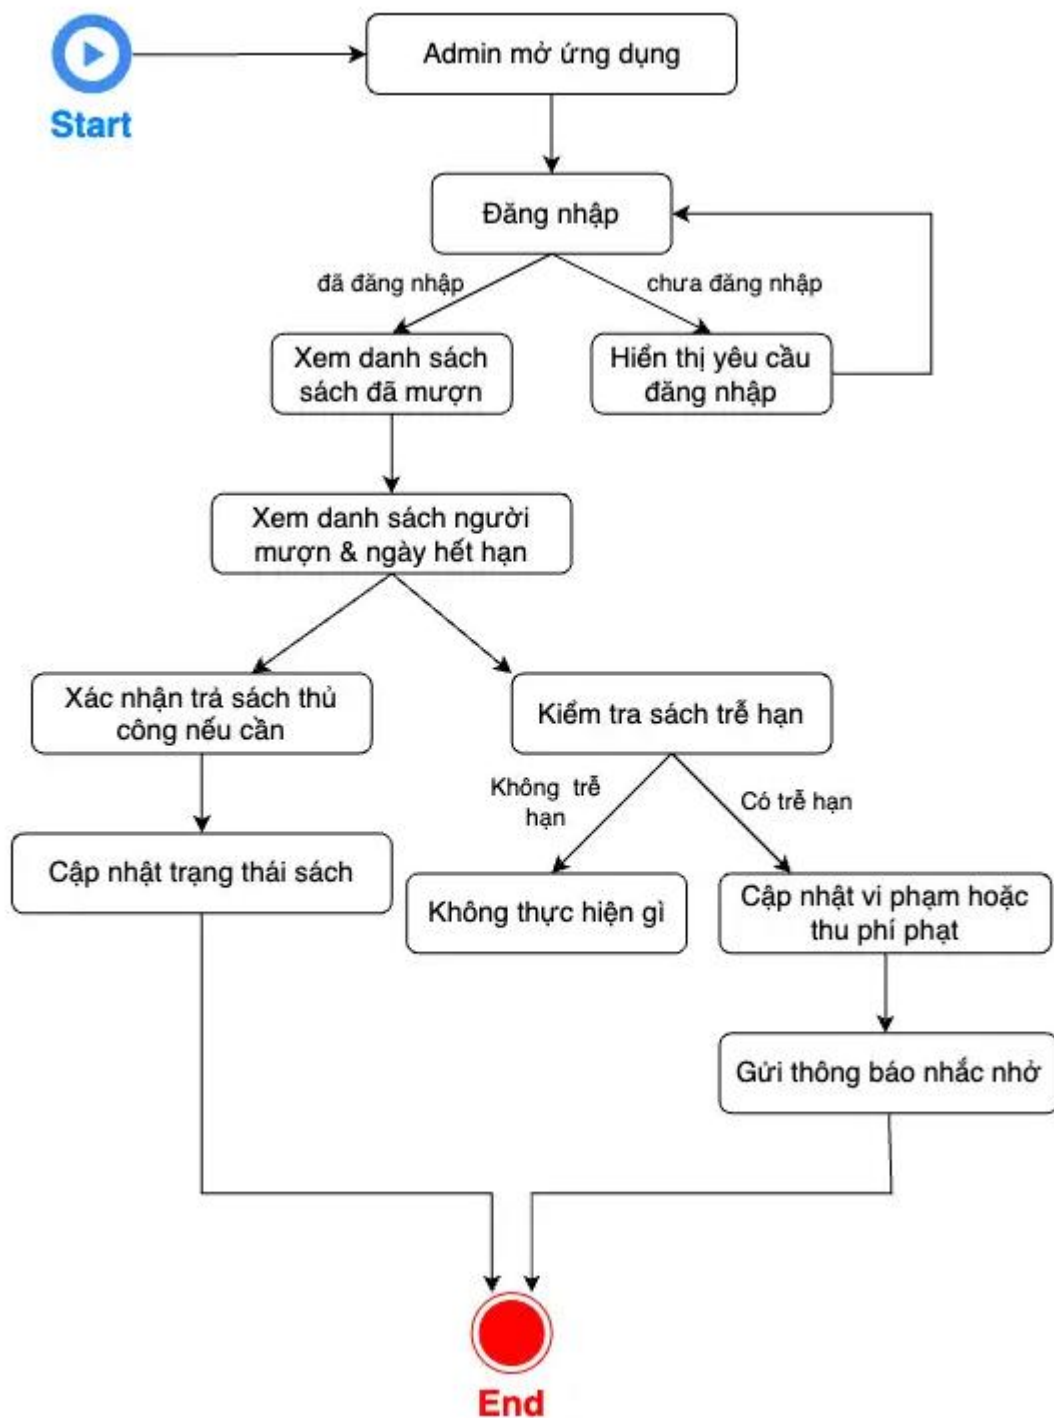 Admin mở ứng dụng
Start
Đăng nhập
đã đăng nhập
chưa đăng nhập
Xem danh sách
sách đã mượn
Hiển thị yêu cầu
đăng nhập
Xem danh sách người
mượn & ngày hết hạn
Xác nhận trả sách thủ
công nếu cần
Kiểm tra sách trễ hạn
Không trễ
hạn
Có trễ hạn
Cập nhật trạng thái sách
Không thực hiện gì
Cập nhật vi phạm hoặc
thu phí phạt
Gửi thông báo nhắc nhở
End